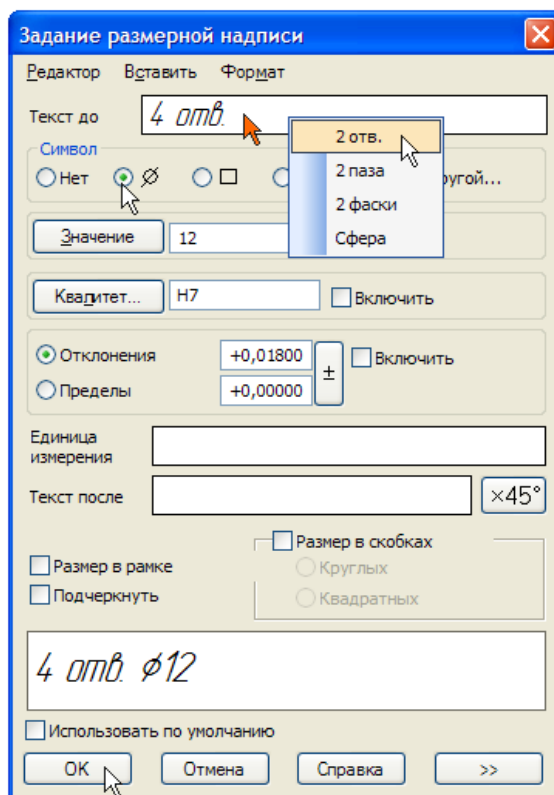 Задание размерной надписи
Редактор Вставить Формат
Текст до 4 отв.
2 отв.
2 паза
2 фаски
Сфера
Символ
Нет Ø □
Значение 12
Квалитет... H7 Включить
Отклонения +0,01800 ± Включить
Пределы +0,00000
Единица
измерения
Текст после ×45°
Размер в скобках
Размер в рамке Круглых
Подчеркнуть Квадратных
4 отв. Ø12
Использовать по умолчанию
OK Отмена Справка >>